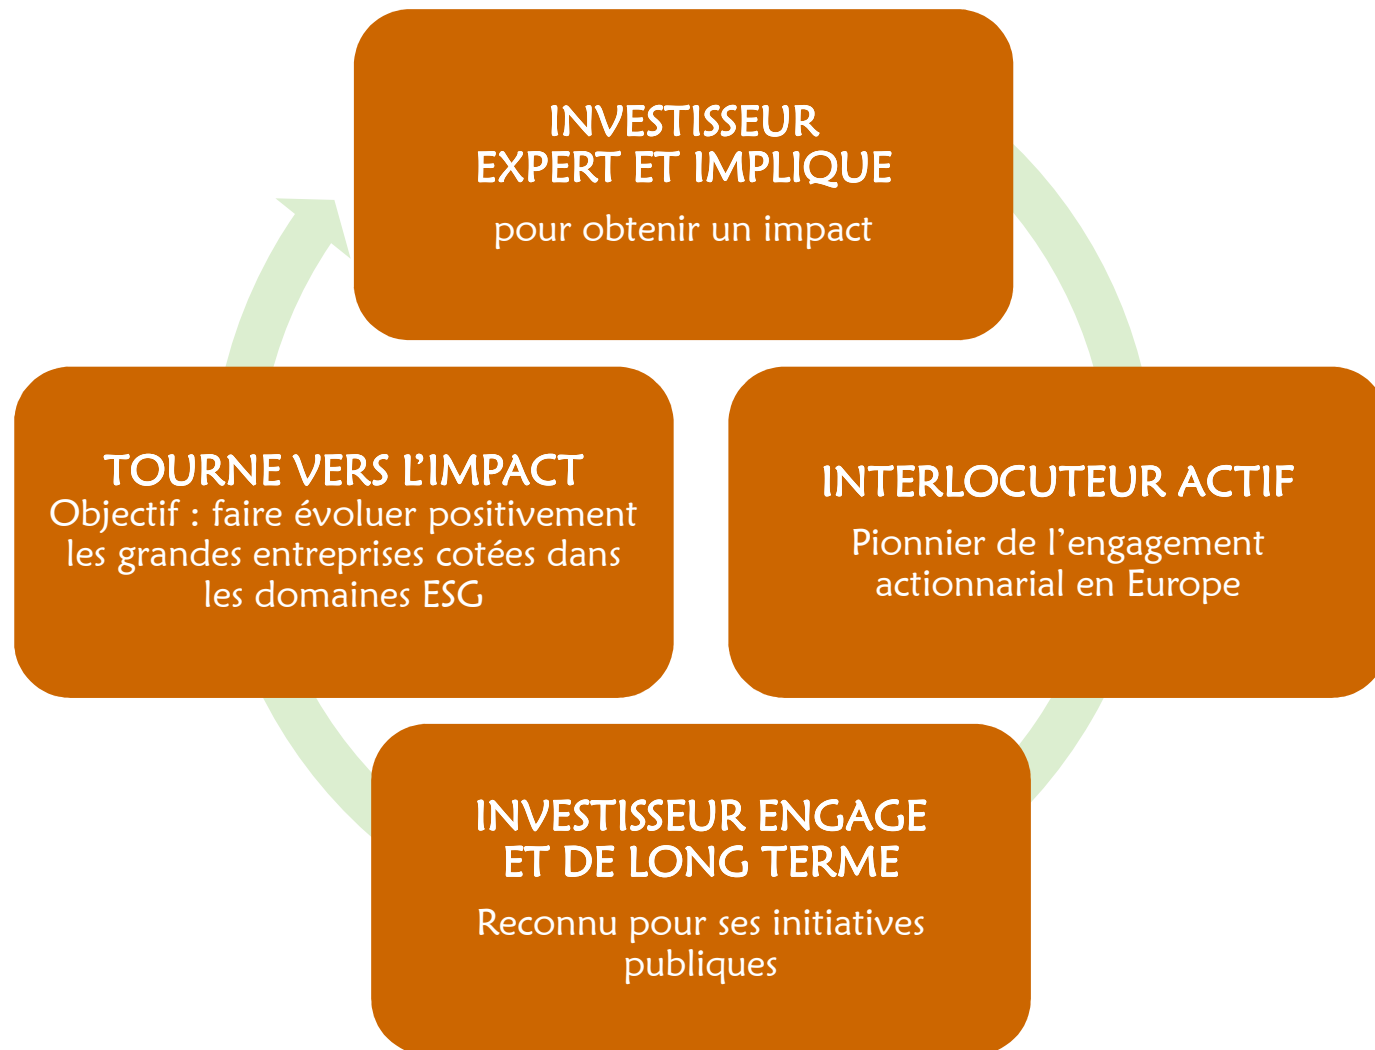 INVESTISSEUR
EXPERT ET IMPLIQUE
pour obtenir un impact
TOURNE VERS L’IMPACT
Objectif : faire évoluer positivement
les grandes entreprises cotées dans
les domaines ESG
INTERLOCUTEUR ACTIF
Pionnier de l’engagement
actionnarial en Europe
INVESTISSEUR ENGAGE
ET DE LONG TERME
Reconnu pour ses initiatives
publiques